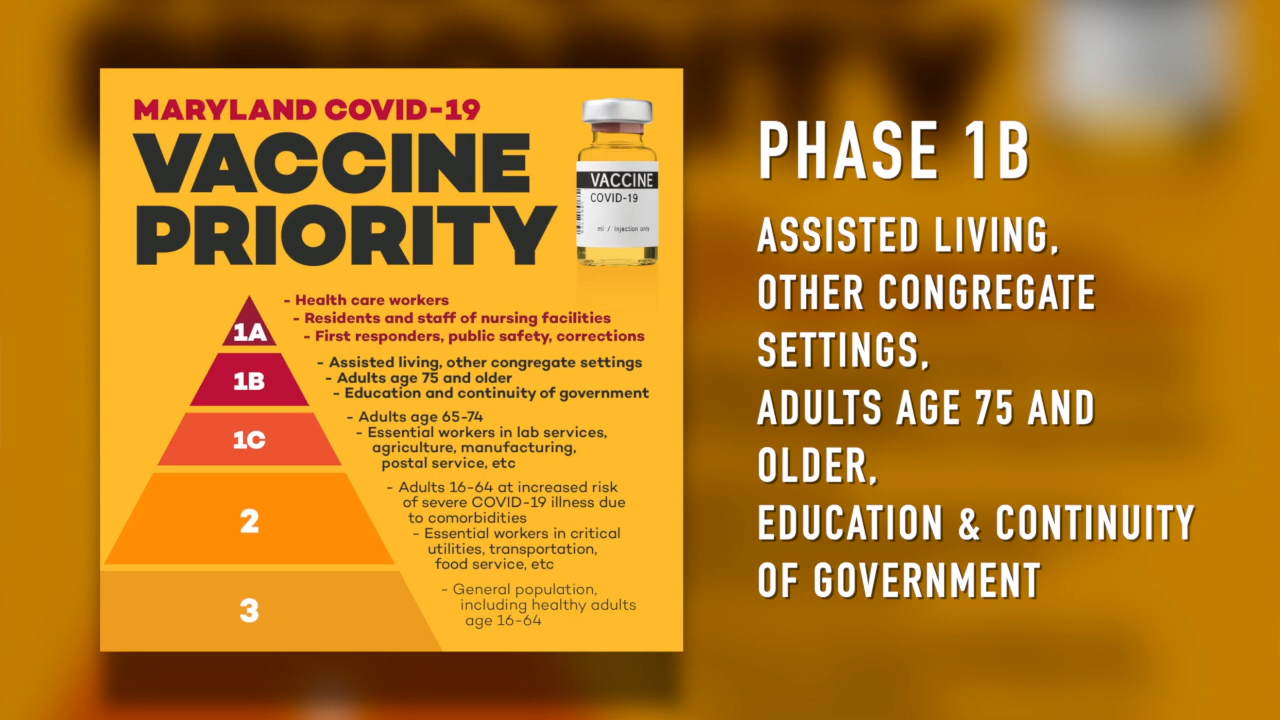 MARYLAND COVID-19
VACCINE
PRIORITY
VACCINE
COVID-19
ml / injection only
1A
- Health care workers
- Residents and staff of nursing facilities
- First responders, public safety, corrections
1B
- Assisted living, other congregate settings
- Adults age 75 and older
- Education and continuity of government
1C
- Adults age 65-74
- Essential workers in lab services,
agriculture, manufacturing,
postal service, etc
2
- Adults 16-64 at increased risk
of severe COVID-19 illness due
to comorbidities
- Essential workers in critical
utilities, transportation,
food service, etc
3
- General population,
including healthy adults
age 16-64
PHASE 1B
ASSISTED LIVING,
OTHER CONGREGATE
SETTINGS,
ADULTS AGE 75 AND
OLDER,
EDUCATION & CONTINUITY
OF GOVERNMENT